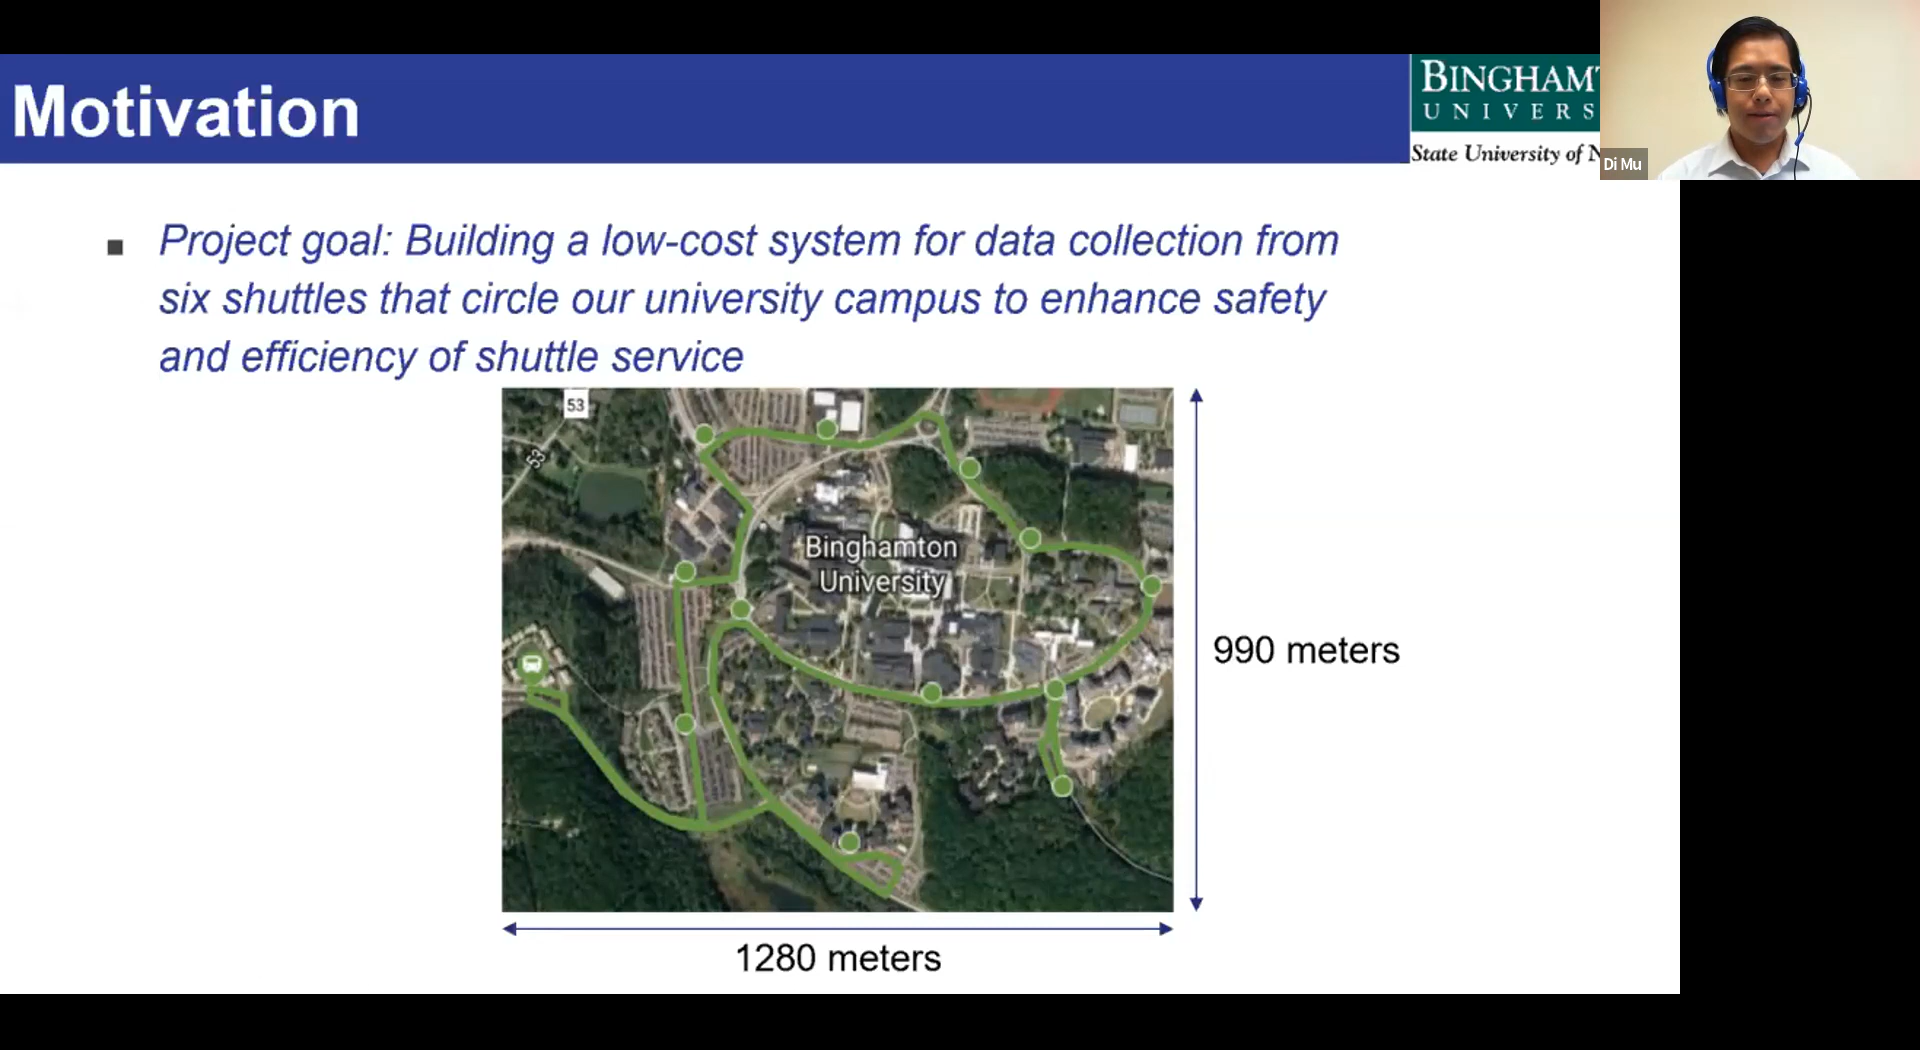 Motivation
BINGHAMT
UNIVERS
State University of N
Di Mu
Project goal: Building a low-cost system for data collection from
six shuttles that circle our university campus to enhance safety
and efficiency of shuttle service
53
53
Binghamton
University
990 meters
1280 meters